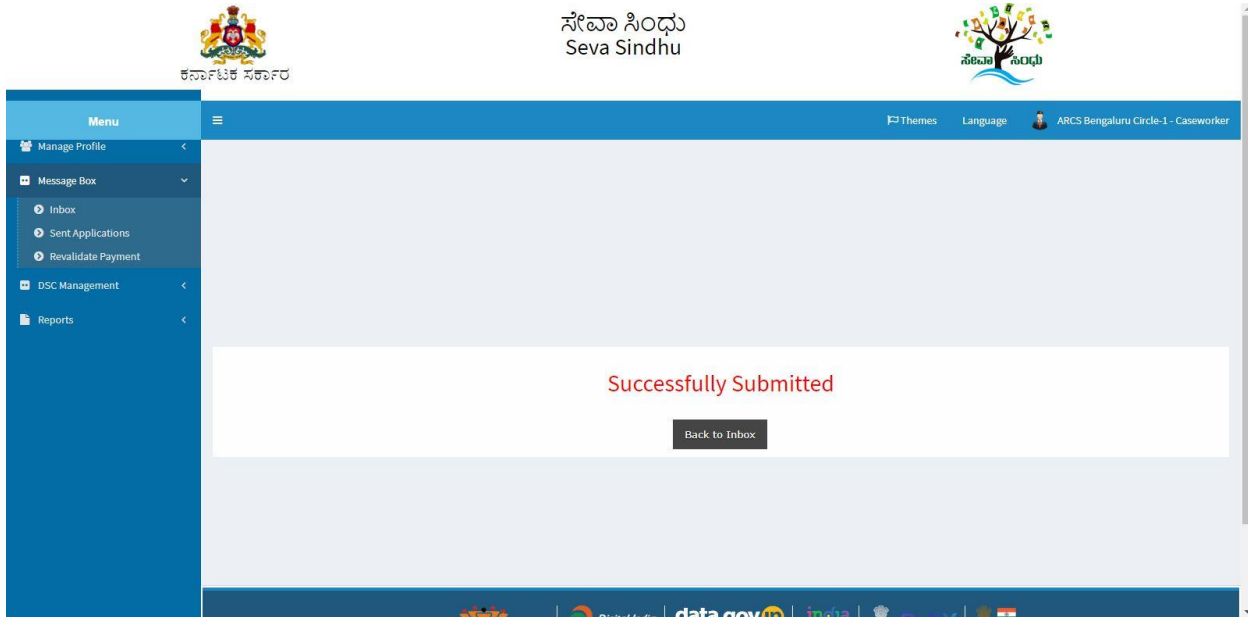 ಕರ್ನಾಟಕ ಸರ್ಕಾರ
ಸೇವಾ ಸಿಂಧು
Seva Sindhu
ಸೇವಾ ಸಿಂಧು
Menu
Themes Language ARCS Bengaluru Circle-1 - Caseworker
Manage Profile
Message Box
Inbox
Sent Applications
Revalidate Payment
DSC Management
Reports
Successfully Submitted
Back to Inbox
data.gov.in